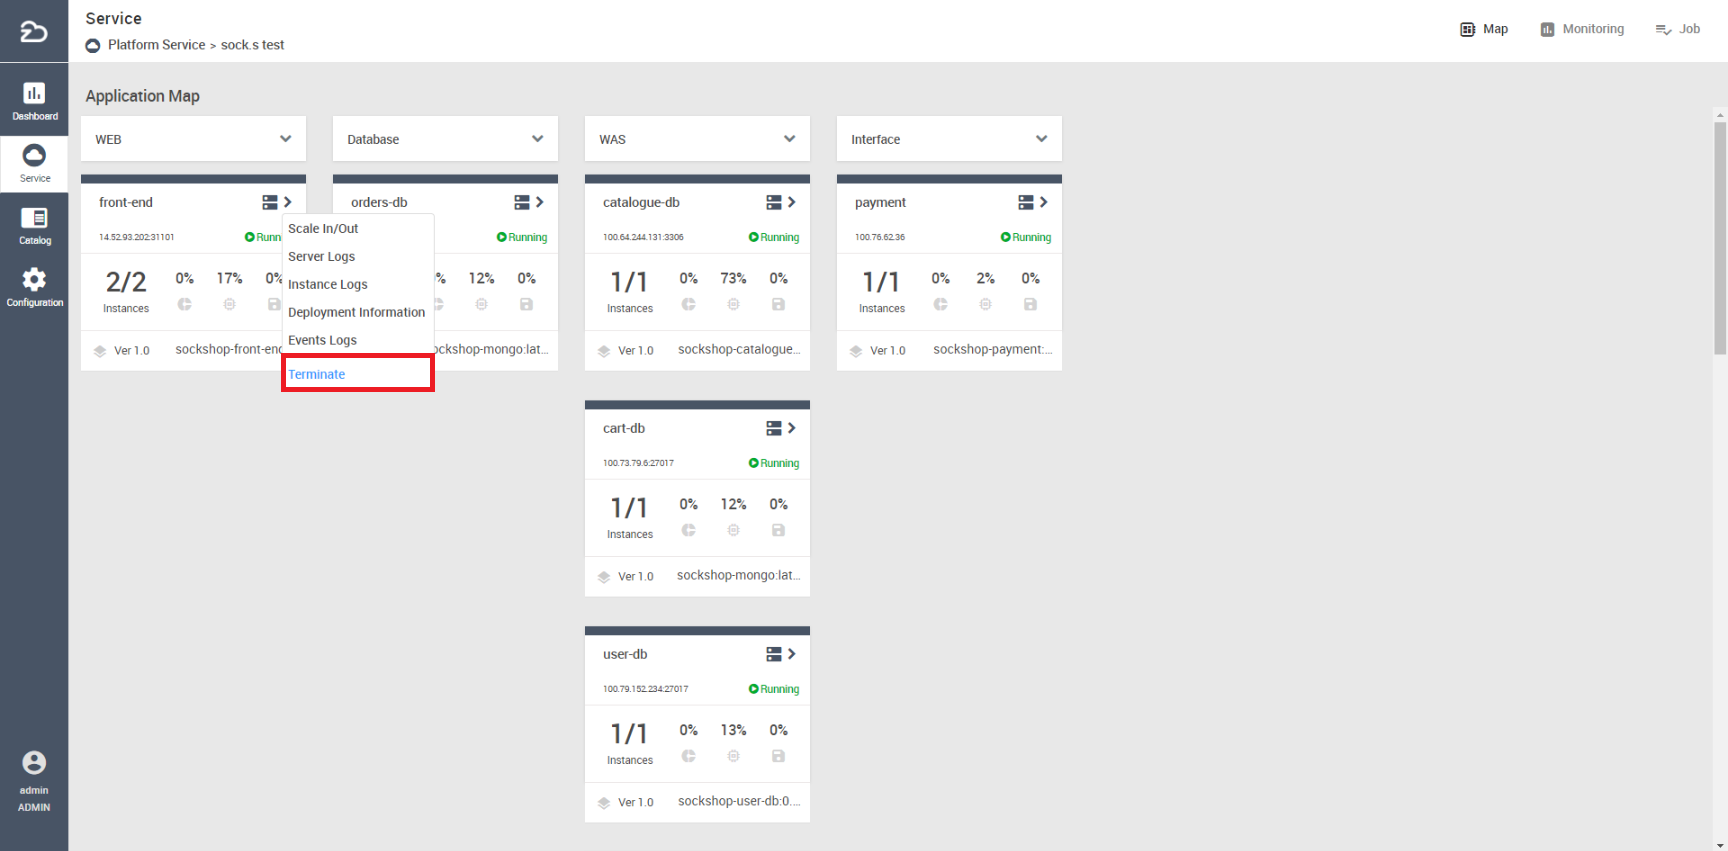 Service
Platform Service > sock.s test
Map
Monitoring
Job
Dashboard
Service
Catalog
Configuration
admin
ADMIN
Application Map
WEB
Database
WAS
Interface
front-end
14.52.93.202:31101
Runn
2/2
Instances
0%
17%
0%
Ver 1.0
sockshop-front-end
Scale In/Out
Server Logs
Instance Logs
Deployment Information
Events Logs
Terminate
orders-db
Running
%
12%
0%
ockshop-mongo:lat...
catalogue-db
100.64.244.131:3306
Running
1/1
Instances
0%
73%
0%
Ver 1.0
sockshop-catalogue...
payment
100.76.62.36
Running
1/1
Instances
0%
2%
0%
Ver 1.0
sockshop-payment:...
cart-db
100.73.79.6:27017
Running
1/1
Instances
0%
12%
0%
Ver 1.0
sockshop-mongo:lat...
user-db
100.79.152.234:27017
Running
1/1
Instances
0%
13%
0%
Ver 1.0
sockshop-user-db:0....